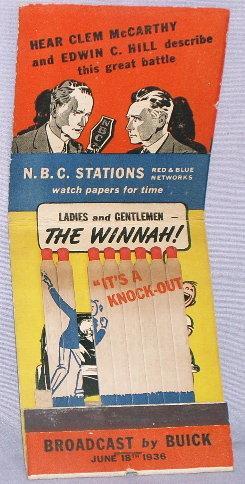 HEAR CLEM McCARTHY
and EDWIN C. HILL describe
this great battle
NBC
N.B.C. STATIONS RED & BLUE
NETWORKS
watch papers for time
LADIES and GENTLEMEN —
THE WINNAH!
"IT'S A
KNOCK-OUT
BROADCAST by BUICK
JUNE 18TH 1936